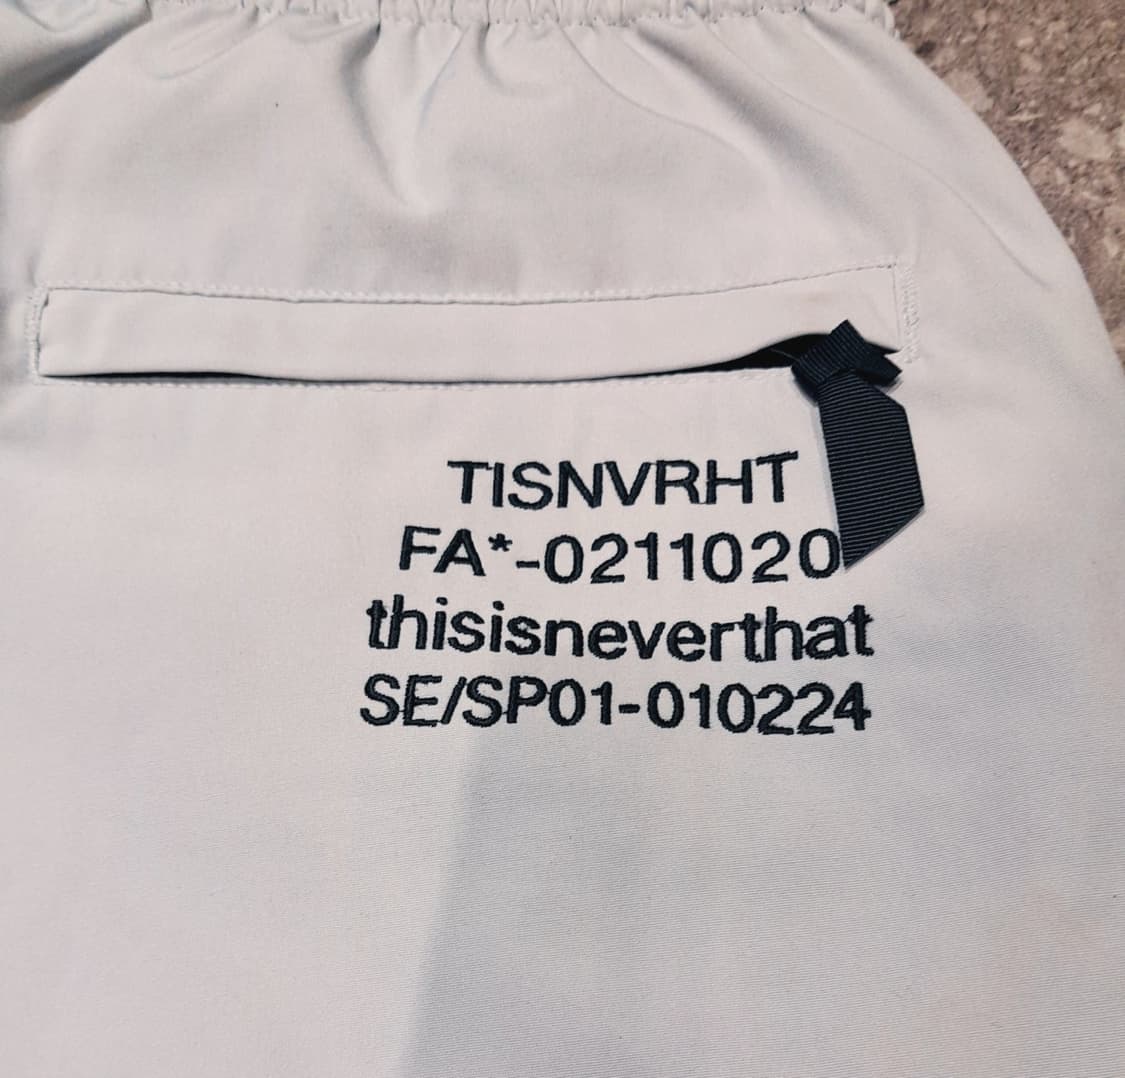 TISNVRHT
FA*-0211020
thisisneverthat
SE/SP01-010224